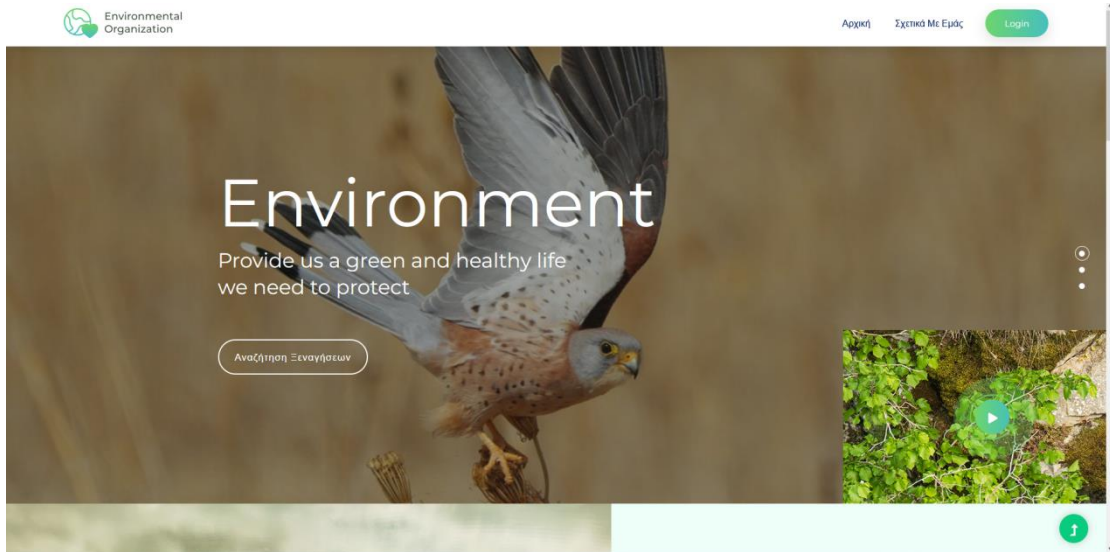 Environmental
Organization
Αρχική Σχετικά Με Εμάς Login
Environment
Provide us a green and healthy life
we need to protect
Αναζήτηση Ξεναγήσεων